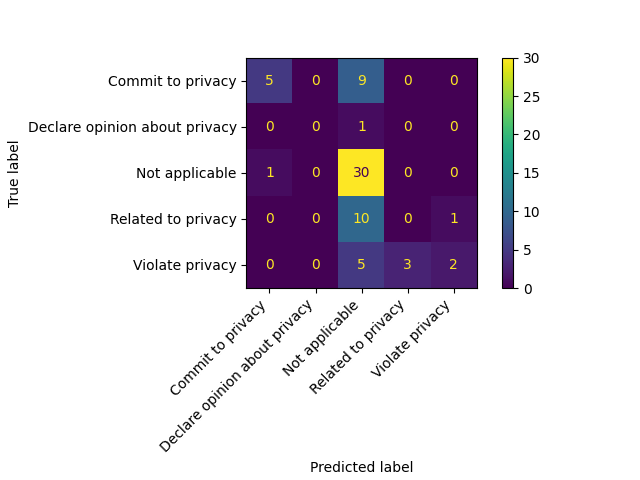 Commit to privacy 5 0 9 0 0
Declare opinion about privacy 0 0 1 0 0
Not applicable 1 0 30 0 0
Related to privacy 0 0 10 0 1
Violate privacy 0 0 5 3 2
True label
Commit to privacy
Declare opinion about privacy
Not applicable
Related to privacy
Violate privacy
Predicted label
30
25
20
15
10
5
0